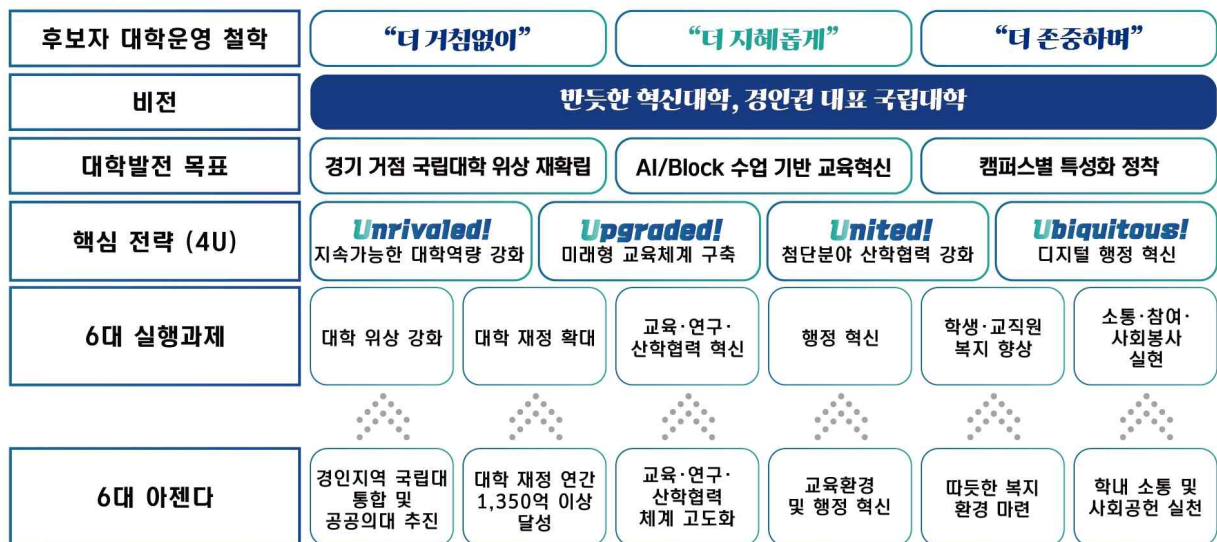 후보자 대학운영 철학
“더 거침없이”
“더 지혜롭게”
“더 존중하며”
비전
반듯한 혁신대학, 경인권 대표 국립대학
대학발전 목표
경기 거점 국립대학 위상 재확립
AI/Block 수업 기반 교육혁신
캠퍼스별 특성화 정착
핵심 전략 (4U)
Unrivaled!
지속가능한 대학역량 강화
Upgraded!
미래형 교육체계 구축
United!
첨단분야 산학협력 강화
Ubiquitous!
디지털 행정 혁신
6대 실행과제
대학 위상 강화
대학 재정 확대
교육·연구·
산학협력 혁신
행정 혁신
학생·교직원
복지 향상
소통·참여·
사회봉사
실현
6대 아젠다
경인지역 국립대
통합 및
공공의대 추진
대학 재정 연간
1,350억 이상
달성
교육·연구·
산학협력
체계 고도화
교육환경
및 행정 혁신
따듯한 복지
환경 마련
학내 소통 및
사회공헌 실천